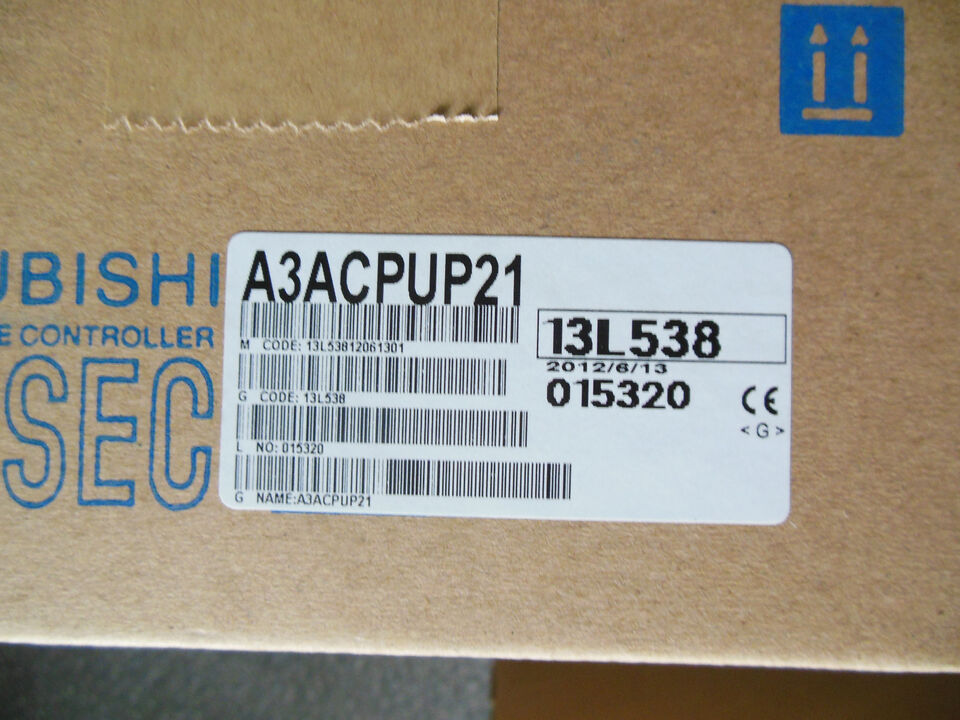 UBISHI
E CONTROLLER
SEC
A3ACPUP21
M CODE: 13L53812061301
G CODE: 13L538
L NO: 015320
G NAME:A3ACPUP21
13L538
2012/6/13
015320
CE
<G>